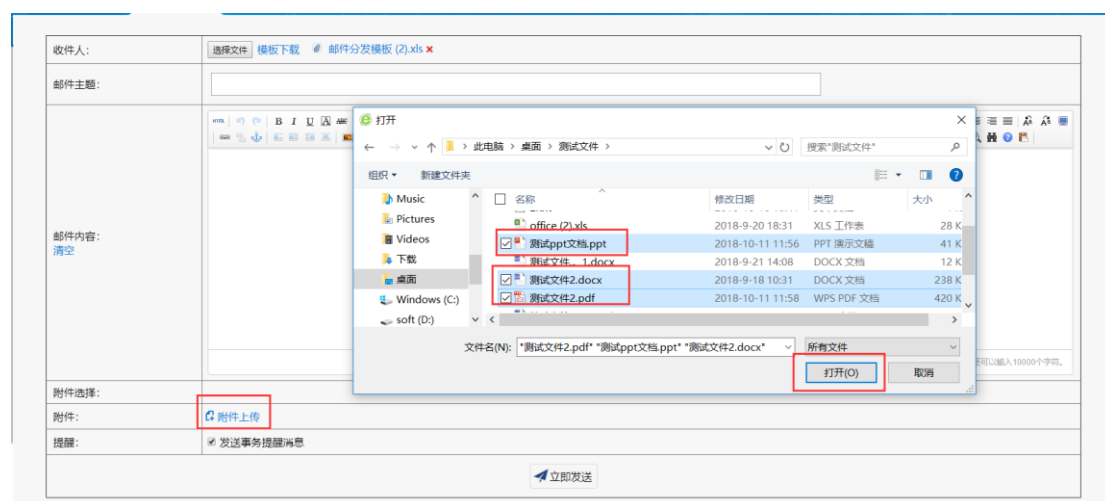 收件人： 选择文件 模板下载 邮件分发模板 (2).xls ×
邮件主题：
HTML B I U A ABC
邮件内容：
清空
打开 ×
此电脑 › 桌面 › 测试文件 ›
搜索"测试文件"
组织 新建文件夹
Music
Pictures
Videos
下载
桌面
Windows (C:)
soft (D:)
名称 修改日期 类型 大小
office (2).xls 2018-9-20 18:31 XLS 工作表 28 K
测试ppt文档.ppt 2018-10-11 11:56 PPT 演示文稿 41 K
测试文件.. 1.docx 2018-9-21 14:08 DOCX 文档 12 K
测试文件2.docx 2018-9-18 10:31 DOCX 文档 238 K
测试文件2.pdf 2018-10-11 11:58 WPS PDF 文档 420 K
文件名(N): "测试文件2.pdf" "测试ppt文档.ppt" "测试文件2.docx" 所有文件
打开(O) 取消
可以输入10000个字符。
附件选择：
附件： 附件上传
提醒： 发送事务提醒消息
立即发送